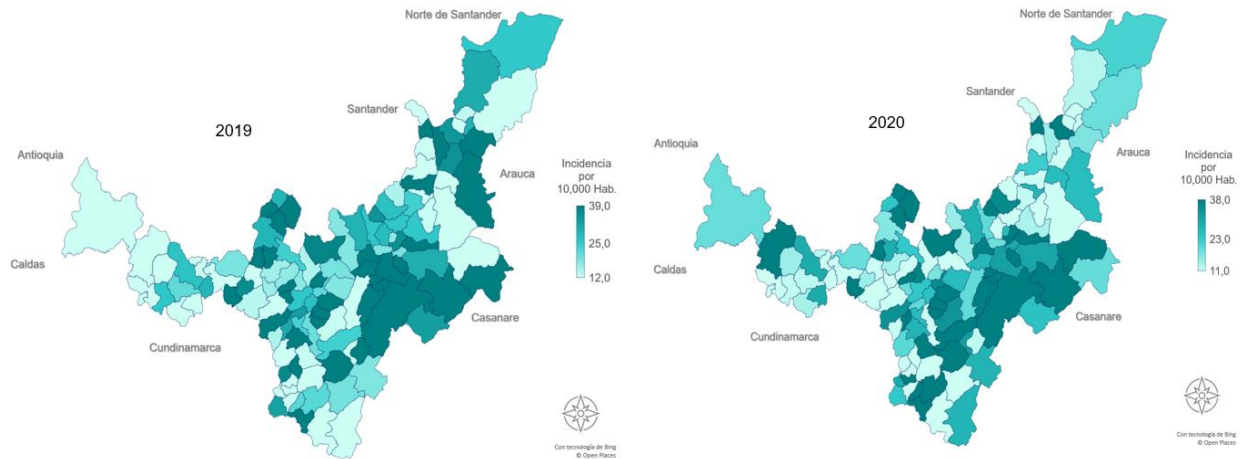 Norte de Santander
Santander
2019
Antioquia
Arauca
Incidencia
por
10,000 Hab.
39,0
25,0
12,0
Caldas
Casanare
Cundinamarca
Con tecnología de Bing
© Open Places
Norte de Santander
Santander
2020
Antioquia
Arauca
Incidencia
por
10,000 Hab.
38,0
23,0
11,0
Caldas
Casanare
Cundinamarca
Con tecnología de Bing
© Open Places